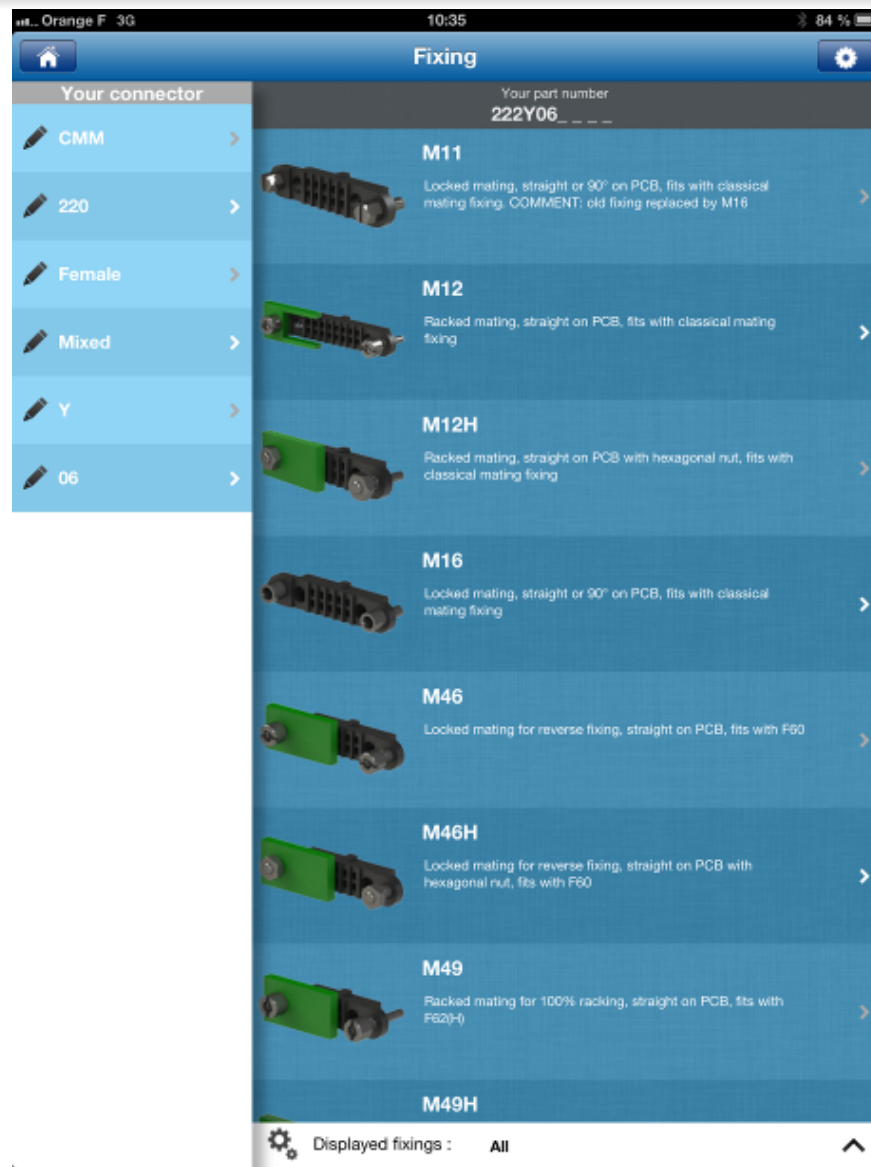 Orange F 3G 10:35 84 %
Fixing
Your connector
CMM
220
Female
Mixed
Y
06
Your part number
222Y06_ _ _ _
M11
Locked mating, straight or 90° on PCB, fits with classical
mating fixing. COMMENT: old fixing replaced by M16
M12
Racked mating, straight on PCB, fits with classical mating
fixing
M12H
Racked mating, straight on PCB with hexagonal nut, fits with
classical mating fixing
M16
Locked mating, straight or 90° on PCB, fits with classical
mating fixing
M46
Locked mating for reverse fixing, straight on PCB, fits with F60
M46H
Locked mating for reverse fixing, straight on PCB with
hexagonal nut, fits with F60
M49
Racked mating for 100% racking, straight on PCB, fits with
F62(H)
M49H
Displayed fixings : All